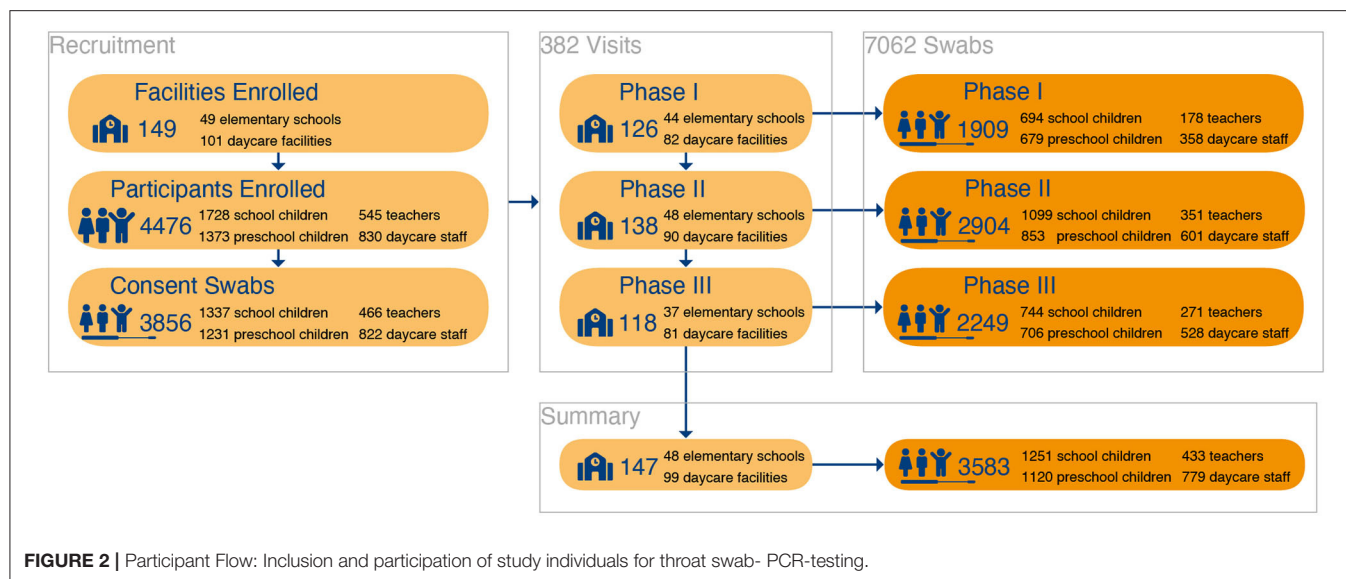 Recruitment
Facilities Enrolled
149
49 elementary schools
101 daycare facilities
Participants Enrolled
4476
1728 school children 545 teachers
1373 preschool children 830 daycare staff
Consent Swabs
3856
1337 school children 466 teachers
1231 preschool children 822 daycare staff
382 Visits
Phase I
126
44 elementary schools
82 daycare facilities
Phase II
138
48 elementary schools
90 daycare facilities
Phase III
118
37 elementary schools
81 daycare facilities
7062 Swabs
Phase I
1909
694 school children 178 teachers
679 preschool children 358 daycare staff
Phase II
2904
1099 school children 351 teachers
853 preschool children 601 daycare staff
Phase III
2249
744 school children 271 teachers
706 preschool children 528 daycare staff
Summary
147
48 elementary schools
99 daycare facilities
3583
1251 school children 433 teachers
1120 preschool children 779 daycare staff
FIGURE 2 | Participant Flow: Inclusion and participation of study individuals for throat swab- PCR-testing.